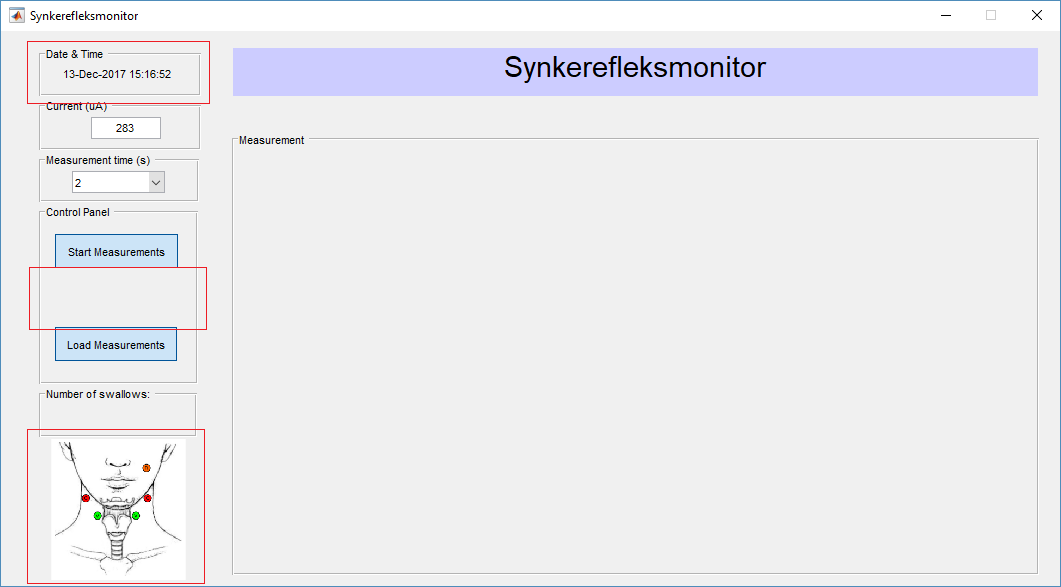 Synkerefleksmonitor
Date & Time
13-Dec-2017 15:16:52
Current (uA)
283
Measurement time (s)
2
Control Panel
Start Measurements
Load Measurements
Number of swallows:
Synkerefleksmonitor
Measurement